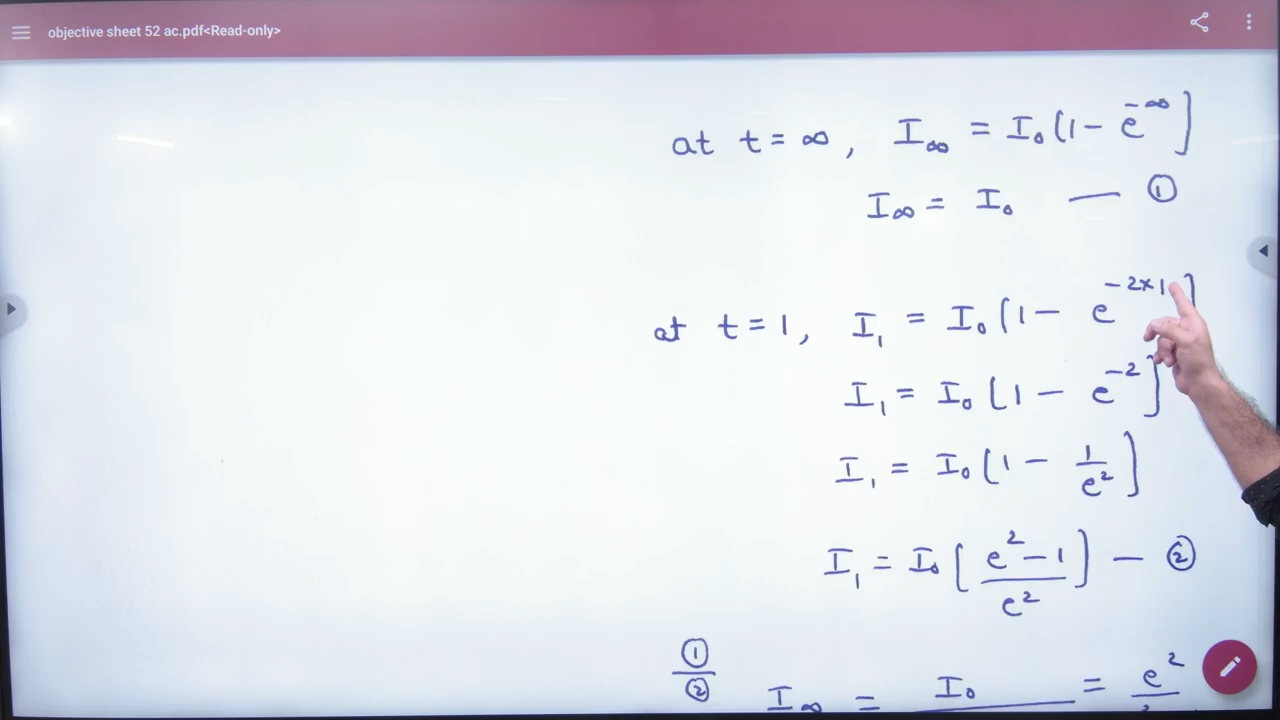 objective sheet 52 ac.pdf<Read-only>
at t = ∞ , I∞ = I₀(1 - e^-∞]
I∞ = I₀ — ①
at t = 1, I₁ = I₀[1 - e^-2×1]
I₁ = I₀[1 - e^-2]
I₁ = I₀[1 - 1/e²]
I₁ = I₀[(e² - 1)/e²] — ②
①/② I∞ = I₀ = e²